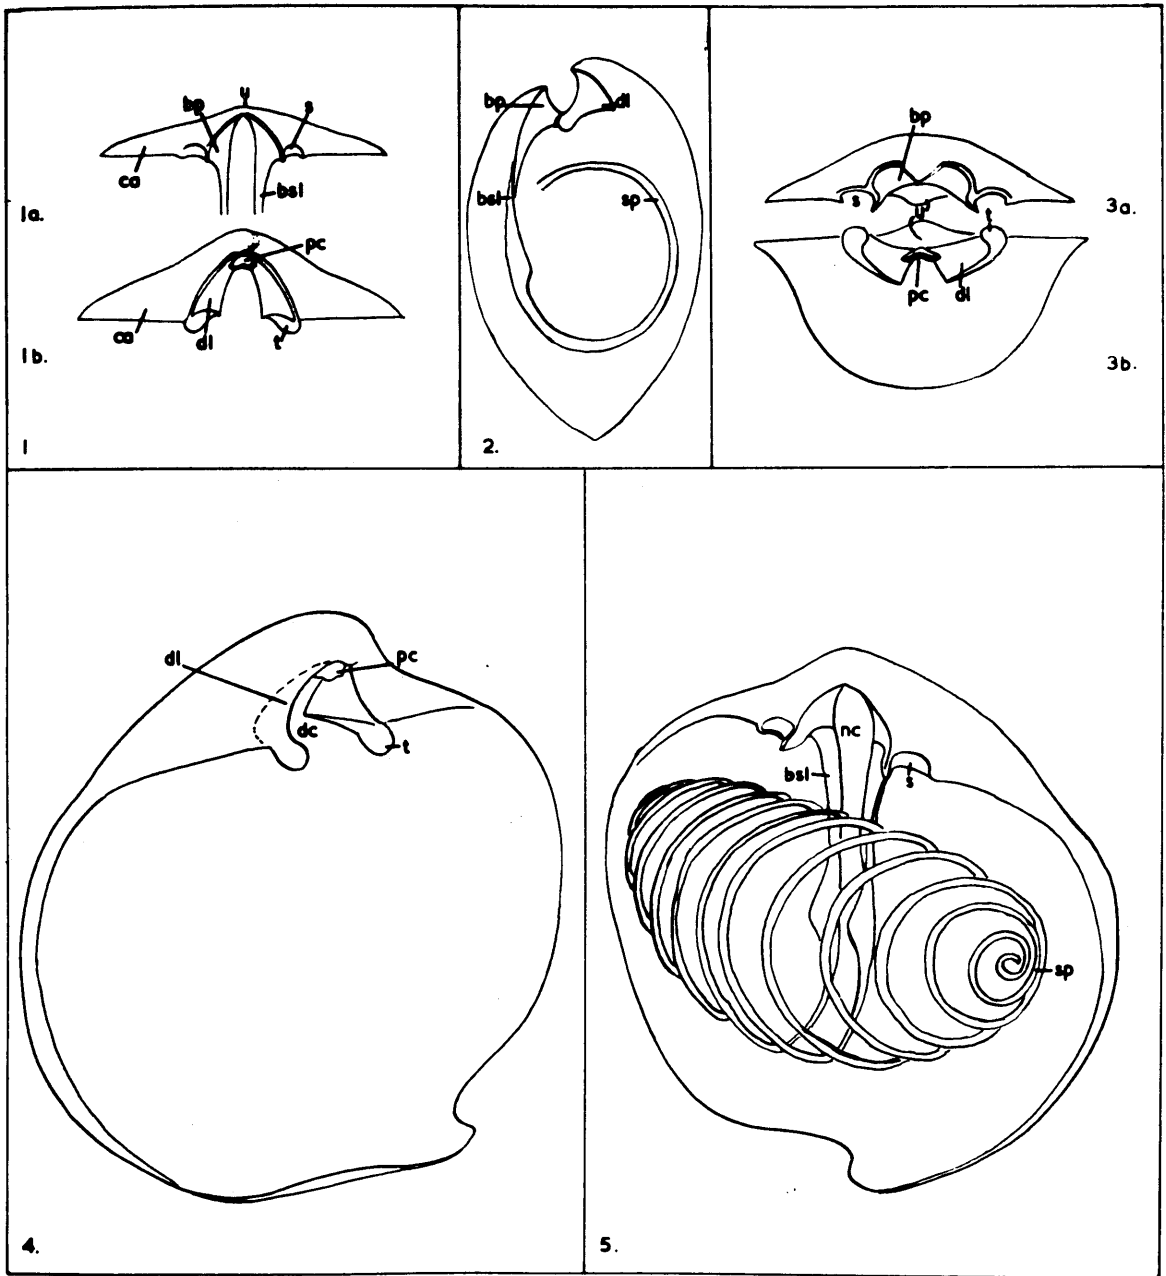 u
bp
s
ca
bsl
1a.
pc
ca
dl
t
1b.
1
bp
dl
bsl
sp
2.
bp
s
u
t
3a.
pc
dl
3b.
dl
pc
dc
t
4.
nc
bsl
s
sp
5.